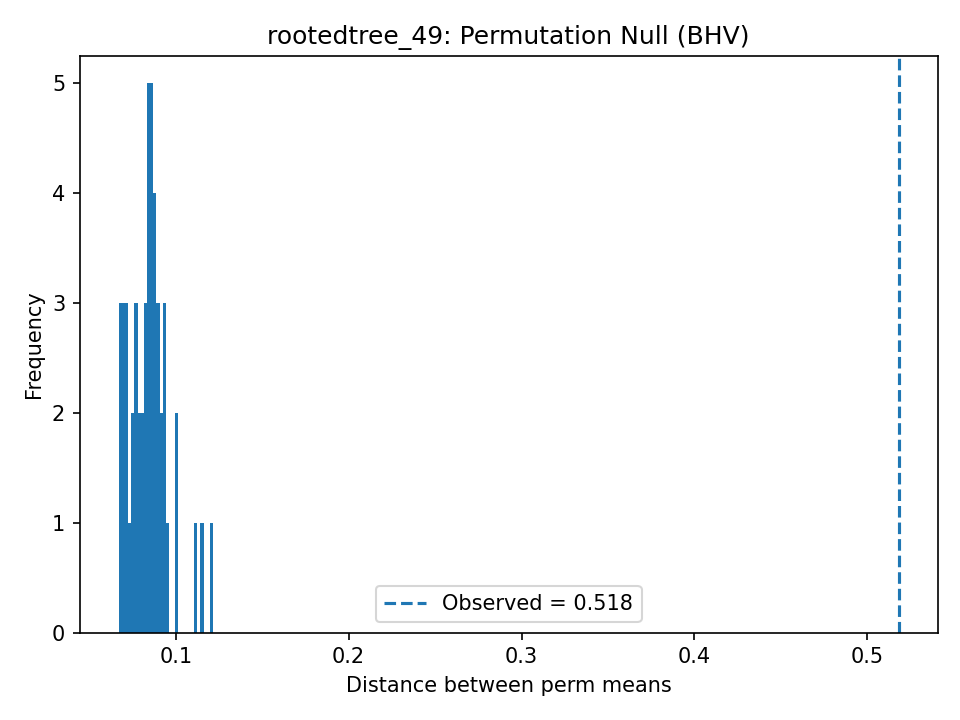 rootedtree_49: Permutation Null (BHV)
Frequency
5
4
3
2
1
0
0.1 0.2 0.3 0.4 0.5
Distance between perm means
Observed = 0.518